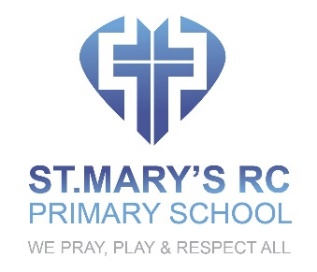 ST.MARY'S RC
PRIMARY SCHOOL
WE PRAY, PLAY & RESPECT ALL